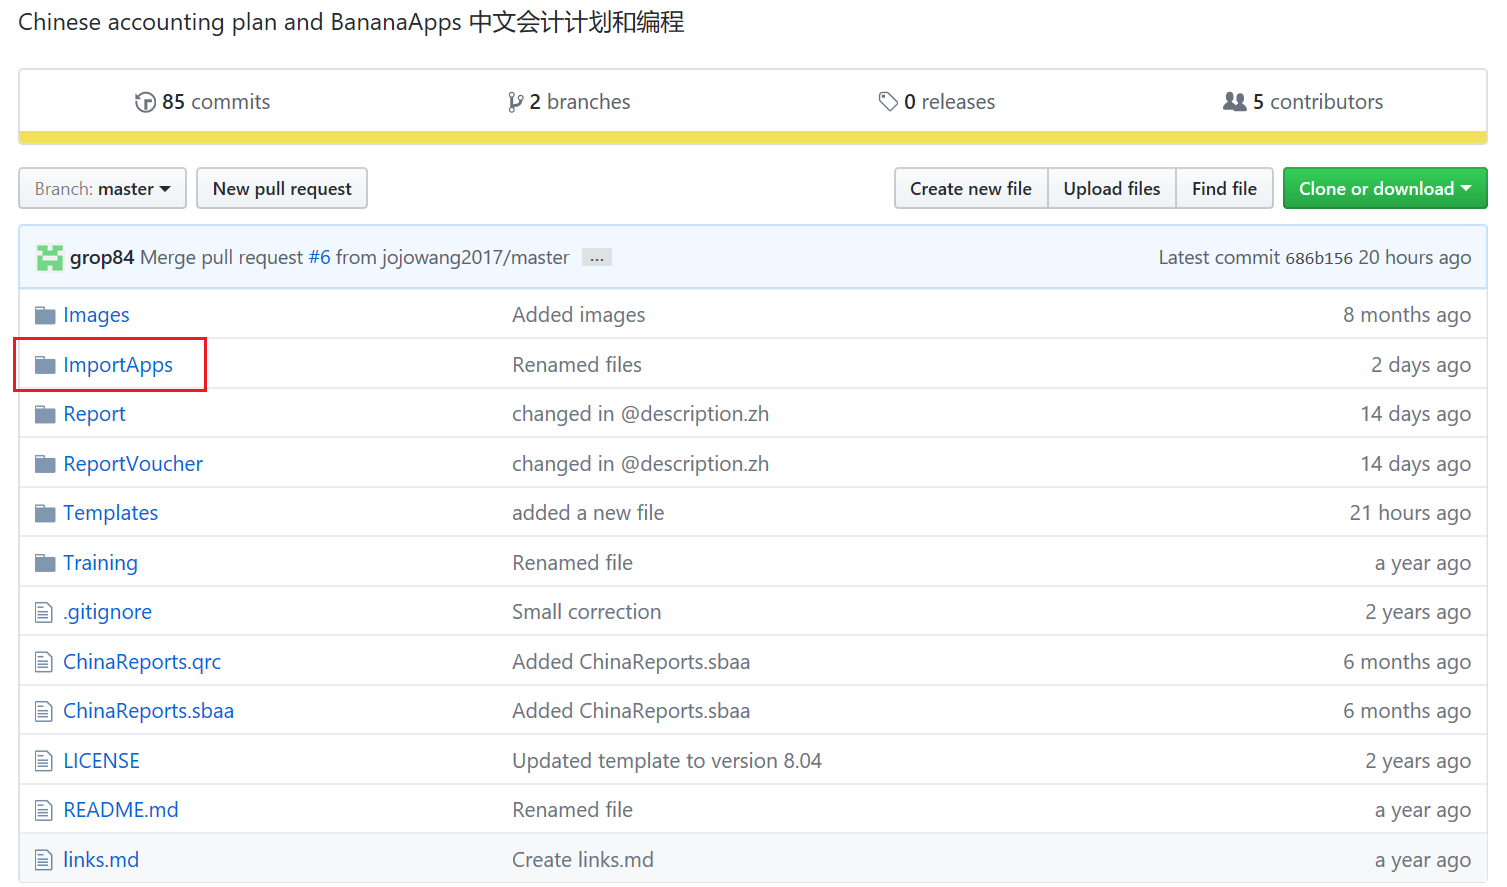 Chinese accounting plan and BananaApps 中文会计计划和编程
85 commits 2 branches 0 releases 5 contributors
Branch: master New pull request Create new file Upload files Find file Clone or download
grop84 Merge pull request #6 from jojowang2017/master ... Latest commit 686b156 20 hours ago
Images Added images 8 months ago
ImportApps Renamed files 2 days ago
Report changed in @description.zh 14 days ago
ReportVoucher changed in @description.zh 14 days ago
Templates added a new file 21 hours ago
Training Renamed file a year ago
.gitignore Small correction 2 years ago
ChinaReports.qrc Added ChinaReports.sbaa 6 months ago
ChinaReports.sbaa Added ChinaReports.sbaa 6 months ago
LICENSE Updated template to version 8.04 2 years ago
README.md Renamed file a year ago
links.md Create links.md a year ago